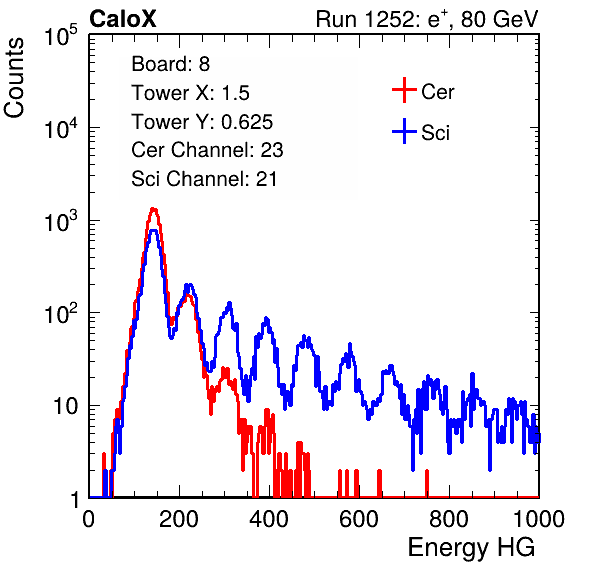 CaloX Run 1252: e⁺, 80 GeV
Counts
Board: 8
Tower X: 1.5
Tower Y: 0.625
Cer Channel: 23
Sci Channel: 21
Cer
Sci
10⁵
10⁴
10³
10²
10
1
0 200 400 600 800 1000
Energy HG